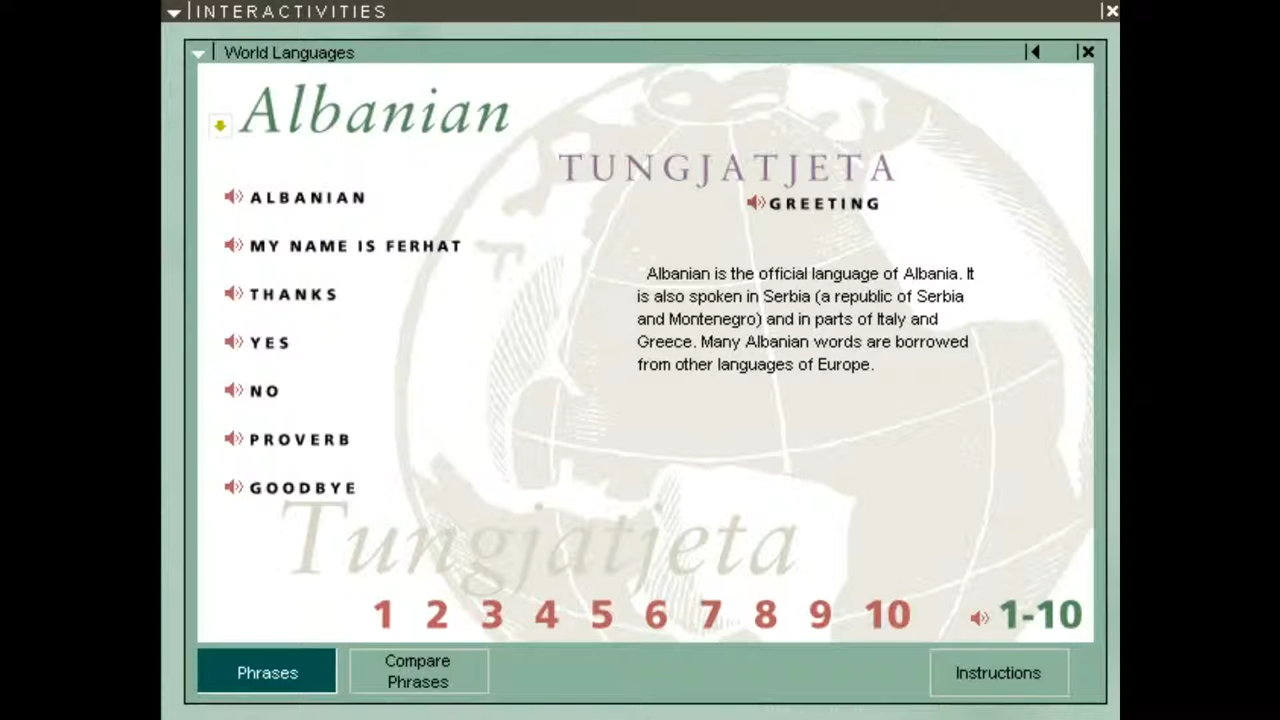 INTERACTIVITIES
World Languages
Albanian
TUNGJATJETA
GREETING
ALBANIAN
MY NAME IS FERHAT
THANKS
YES
NO
PROVERB
GOODBYE
Albanian is the official language of Albania. It
is also spoken in Serbia (a republic of Serbia
and Montenegro) and in parts of Italy and
Greece. Many Albanian words are borrowed
from other languages of Europe.
Tungjatjeta
1 2 3 4 5 6 7 8 9 10 1-10
Phrases
Compare
Phrases
Instructions